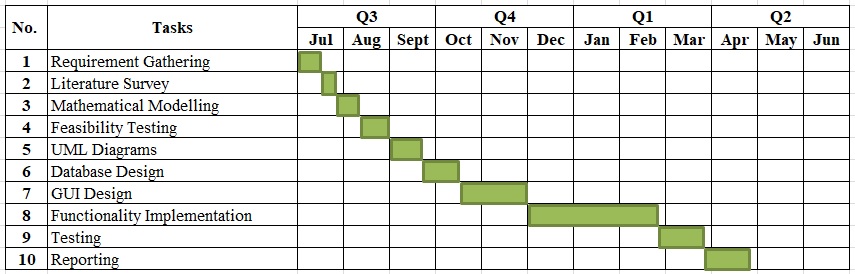 No. Tasks Q3 Q4 Q1 Q2
Jul Aug Sept Oct Nov Dec Jan Feb Mar Apr May Jun
1 Requirement Gathering
2 Literature Survey
3 Mathematical Modelling
4 Feasibility Testing
5 UML Diagrams
6 Database Design
7 GUI Design
8 Functionality Implementation
9 Testing
10 Reporting